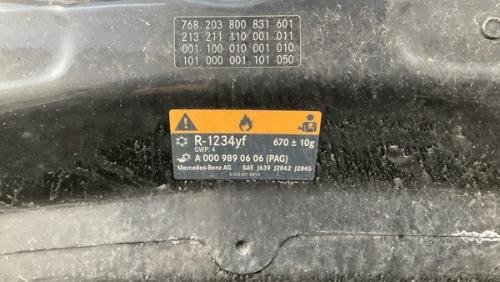 768 203 800 831 601
213 211 110 001 011
001 100 010 001 010
101 000 001 101 050
R-1234yf 670 ± 10g
GWP: 4
A 000 989 06 06 (PAG)
Mercedes-Benz AG SAE J639 J2842 J2845